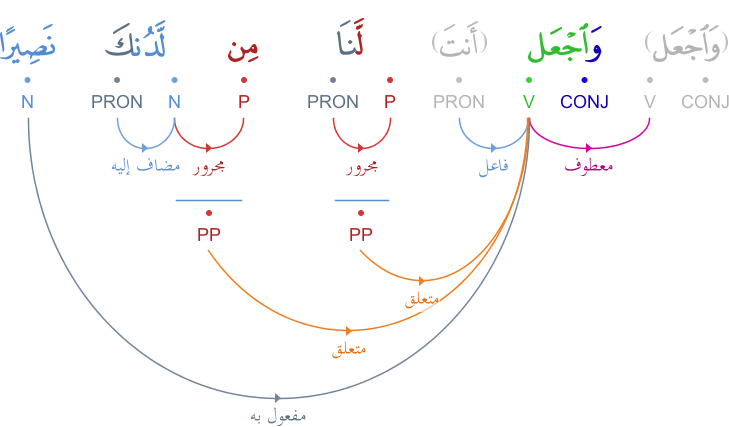 (وَٱجْعَل) وَٱجْعَل (أَنتَ) لَّنَا مِن لَّدُنكَ نَصِيرًا
CONJ V CONJ V PRON P PRON P N PRON N
معطوف فاعل مجرور مجرور مضاف إليه
PP PP
متعلق
متعلق
مفعول به